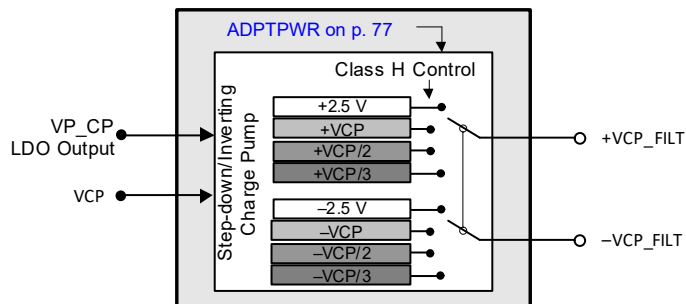 ADPTPWR on p. 77
Class H Control
Step-down/Inverting
Charge Pump
VP_CP
LDO Output
VCP
+2.5 V
+VCP
+VCP/2
+VCP/3
–2.5 V
–VCP
–VCP/2
–VCP/3
+VCP_FILT
–VCP_FILT